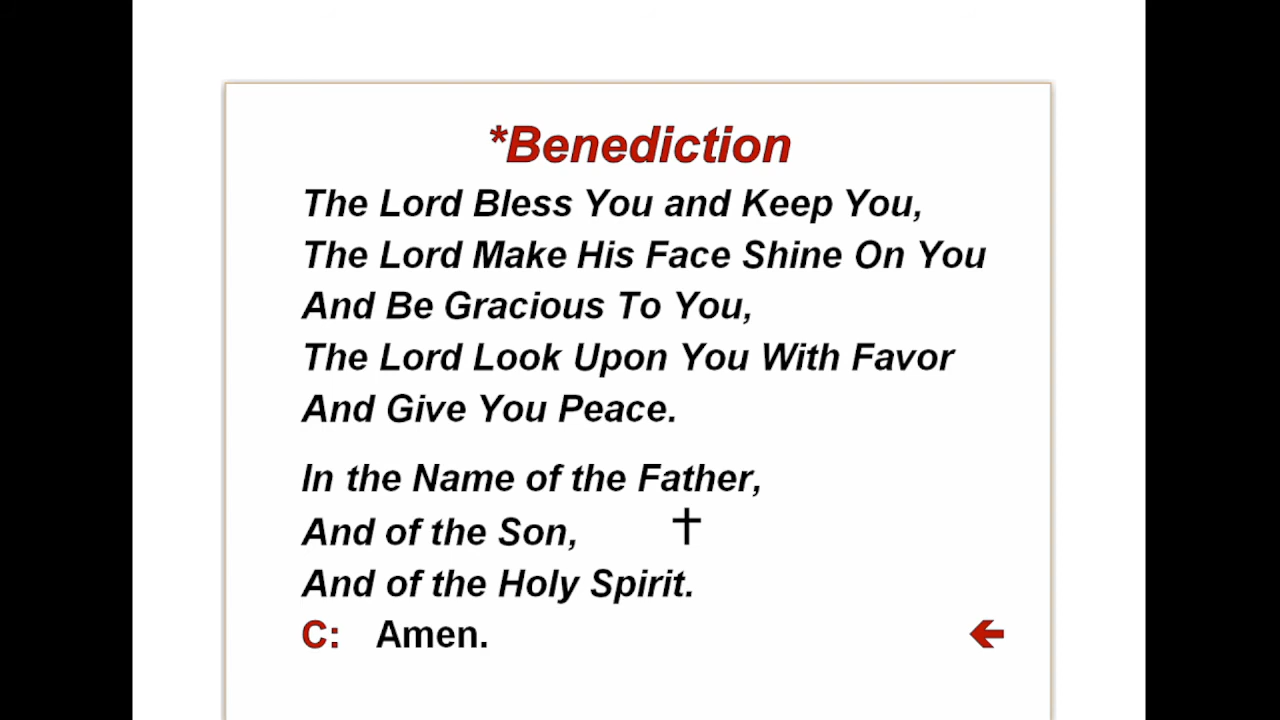 *Benediction
The Lord Bless You and Keep You,
The Lord Make His Face Shine On You
And Be Gracious To You,
The Lord Look Upon You With Favor
And Give You Peace.
In the Name of the Father,
And of the Son, †
And of the Holy Spirit.
C: Amen.